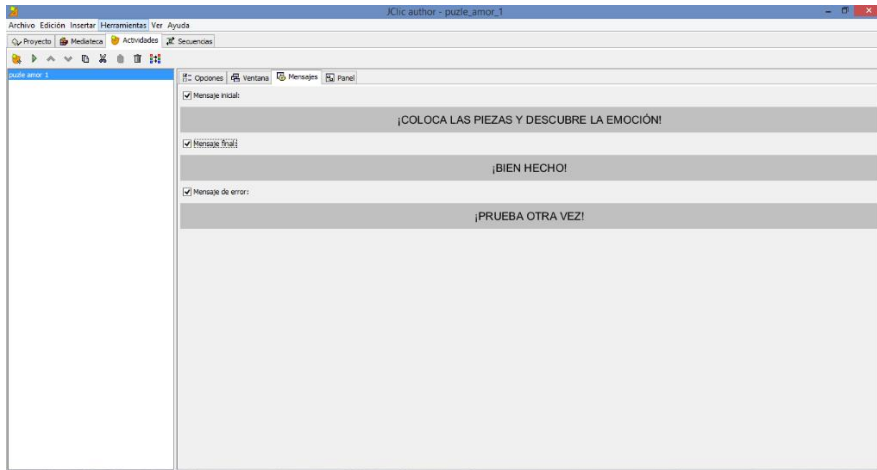 JClic author - puzle_amor_1
Archivo Edición Insertar Herramientas Ver Ayuda
Proyecto Mediateca Actividades Secuencias
puzle amor 1
Opciones Ventana Mensajes Panel
Mensaje inicial:
¡COLOCA LAS PIEZAS Y DESCUBRE LA EMOCIÓN!
Mensaje final:
¡BIEN HECHO!
Mensaje de error:
¡PRUEBA OTRA VEZ!